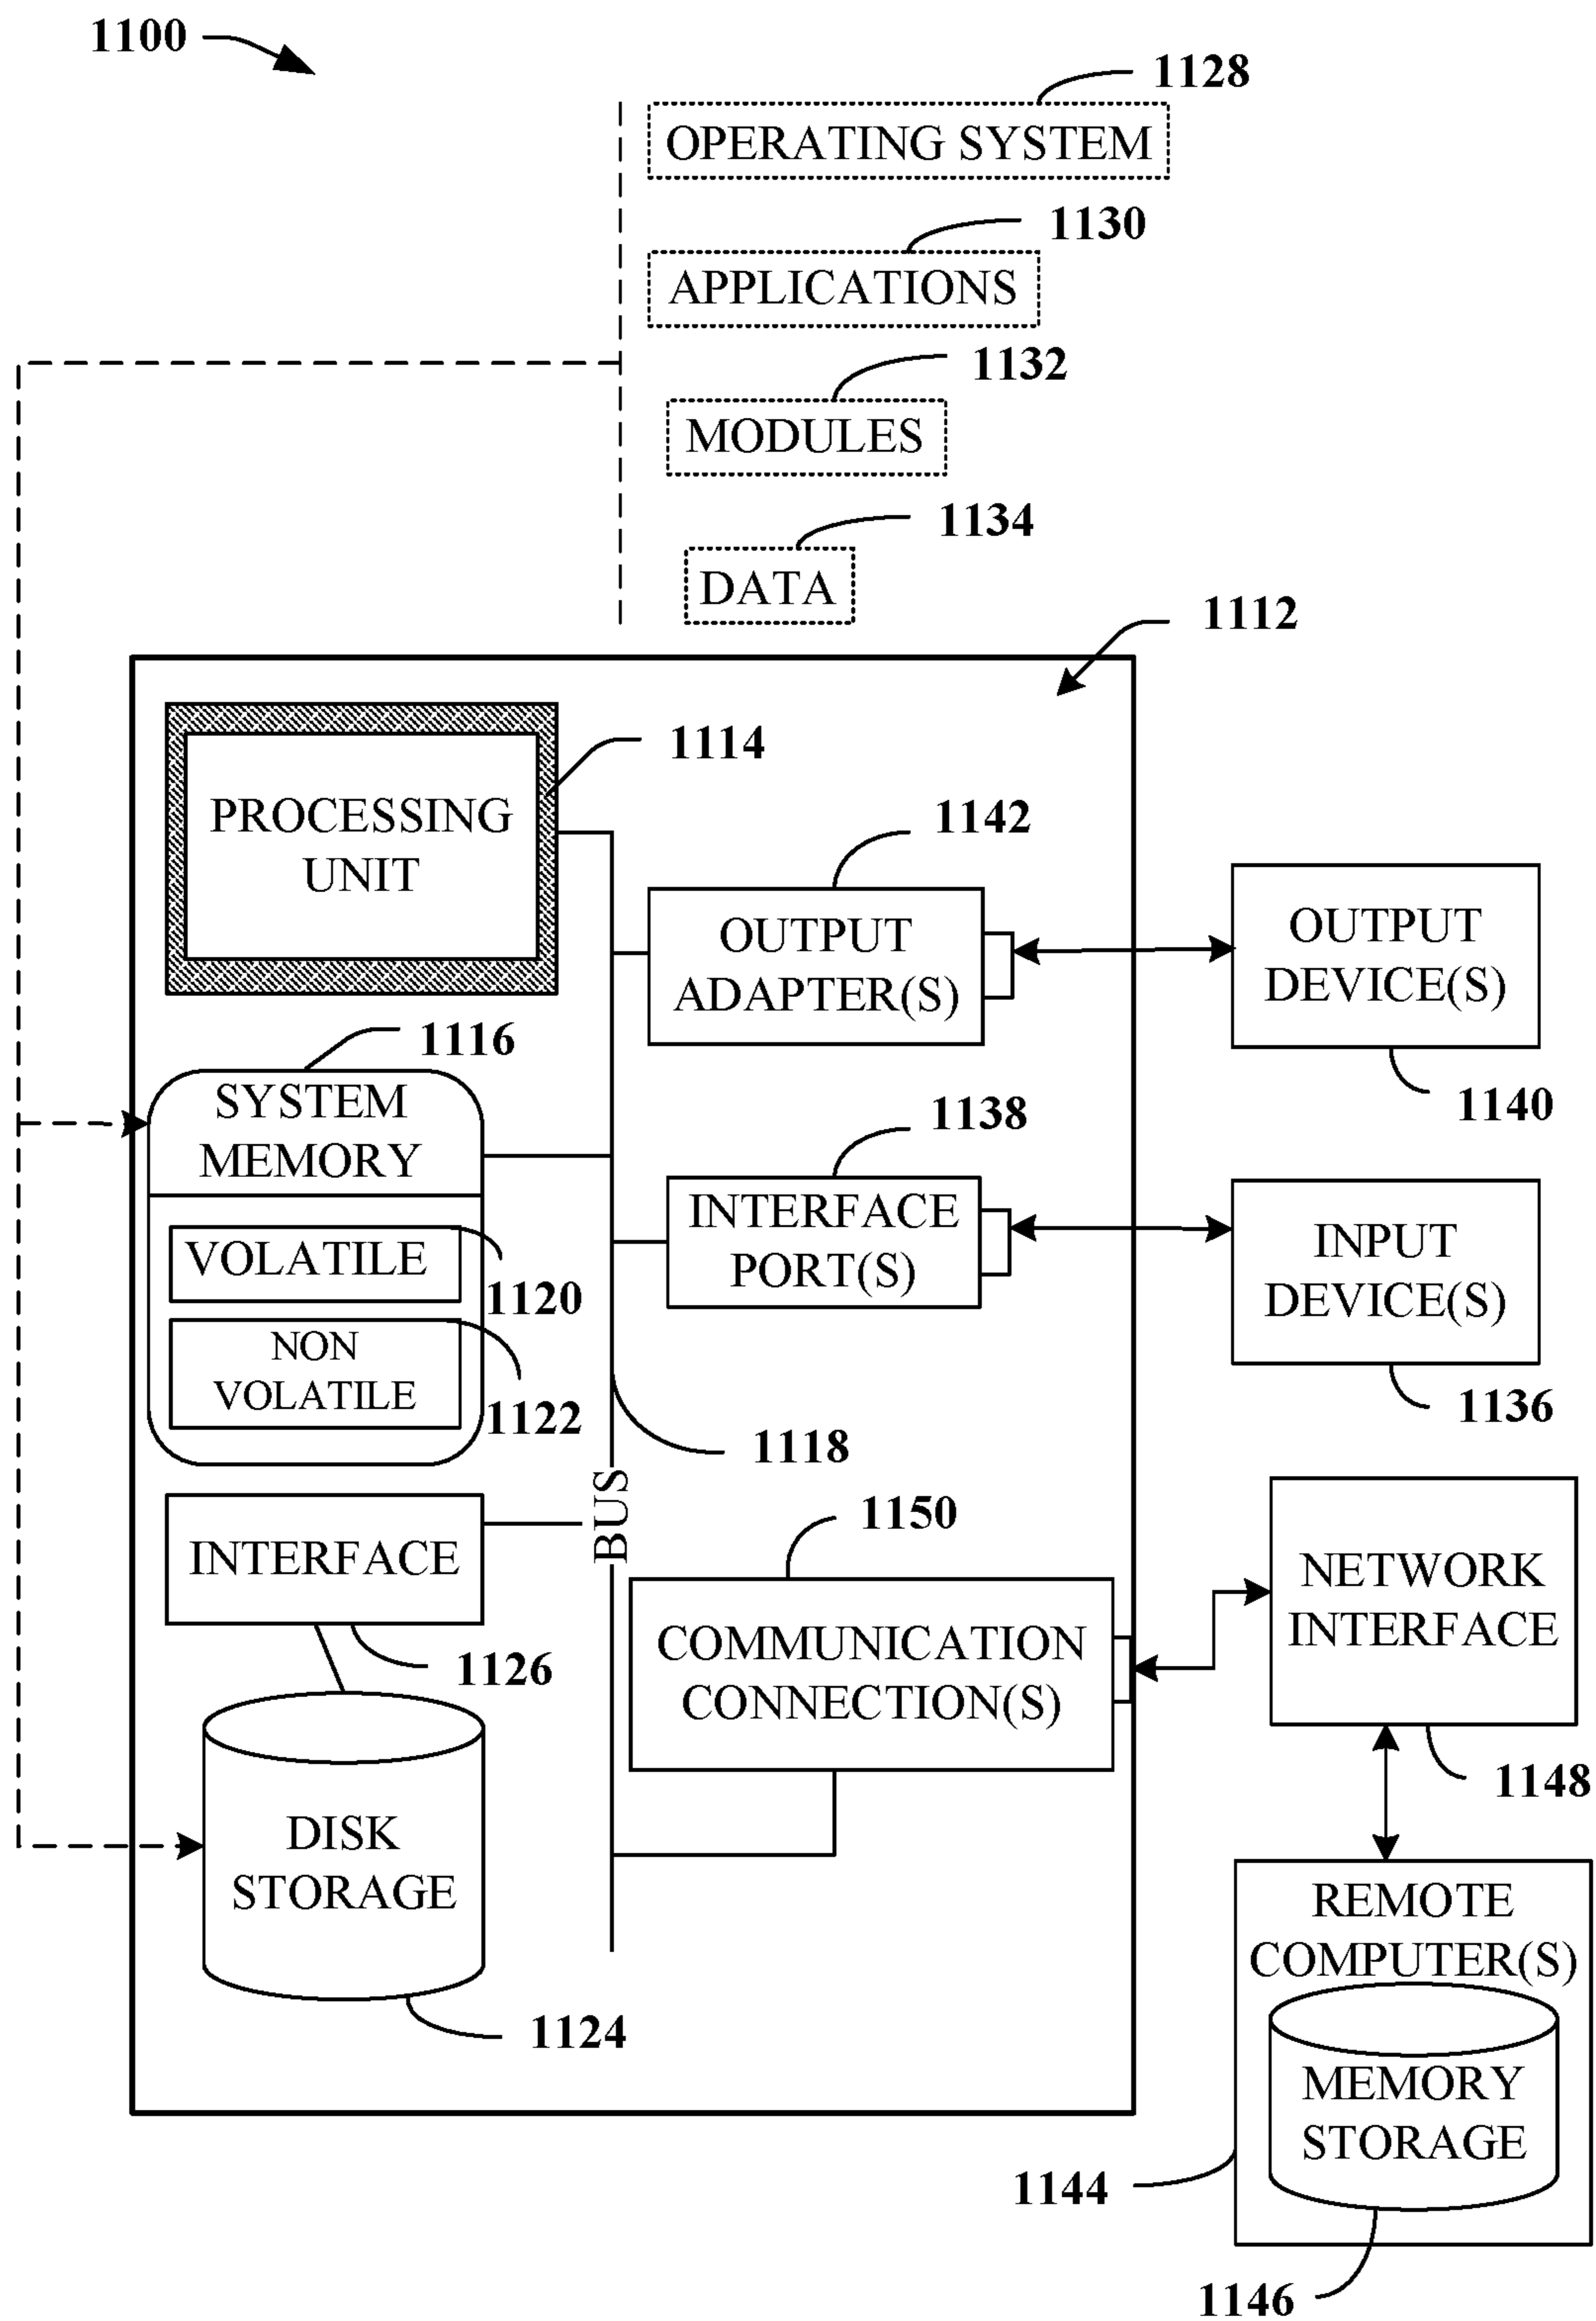 1100
1128
OPERATING SYSTEM
1130
APPLICATIONS
1132
MODULES
1134
DATA
1112
PROCESSING
UNIT
1114
1142
OUTPUT
ADAPTER(S)
OUTPUT
DEVICE(S)
1140
1116
SYSTEM
MEMORY
VOLATILE
1120
NON
VOLATILE
1122
1138
INTERFACE
PORT(S)
INPUT
DEVICE(S)
1136
1118
BUS
INTERFACE
1126
1150
COMMUNICATION
CONNECTION(S)
NETWORK
INTERFACE
1148
DISK
STORAGE
1124
REMOTE
COMPUTER(S)
MEMORY
STORAGE
1144
1146